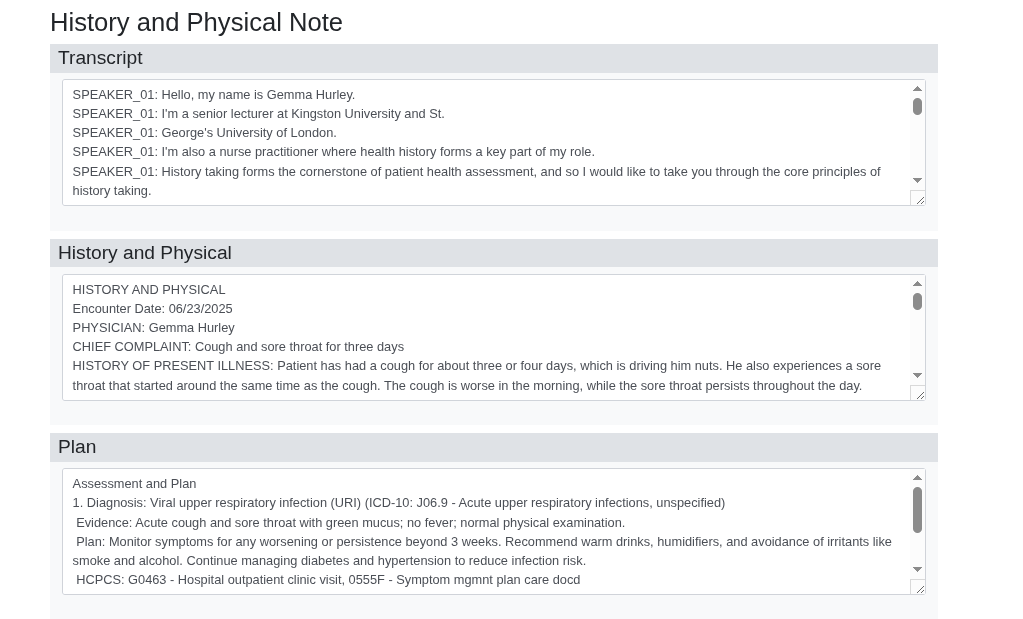 History and Physical Note
Transcript
SPEAKER_01: Hello, my name is Gemma Hurley.
SPEAKER_01: I'm a senior lecturer at Kingston University and St.
SPEAKER_01: George's University of London.
SPEAKER_01: I'm also a nurse practitioner where health history forms a key part of my role.
SPEAKER_01: History taking forms the cornerstone of patient health assessment, and so I would like to take you through the core principles of
history taking.
History and Physical
HISTORY AND PHYSICAL
Encounter Date: 06/23/2025
PHYSICIAN: Gemma Hurley
CHIEF COMPLAINT: Cough and sore throat for three days
HISTORY OF PRESENT ILLNESS: Patient has had a cough for about three or four days, which is driving him nuts. He also experiences a sore
throat that started around the same time as the cough. The cough is worse in the morning, while the sore throat persists throughout the day.
Plan
Assessment and Plan
1. Diagnosis: Viral upper respiratory infection (URI) (ICD-10: J06.9 - Acute upper respiratory infections, unspecified)
Evidence: Acute cough and sore throat with green mucus; no fever; normal physical examination.
Plan: Monitor symptoms for any worsening or persistence beyond 3 weeks. Recommend warm drinks, humidifiers, and avoidance of irritants like
smoke and alcohol. Continue managing diabetes and hypertension to reduce infection risk.
HCPCS: G0463 - Hospital outpatient clinic visit, 0555F - Symptom mgmnt plan care docd